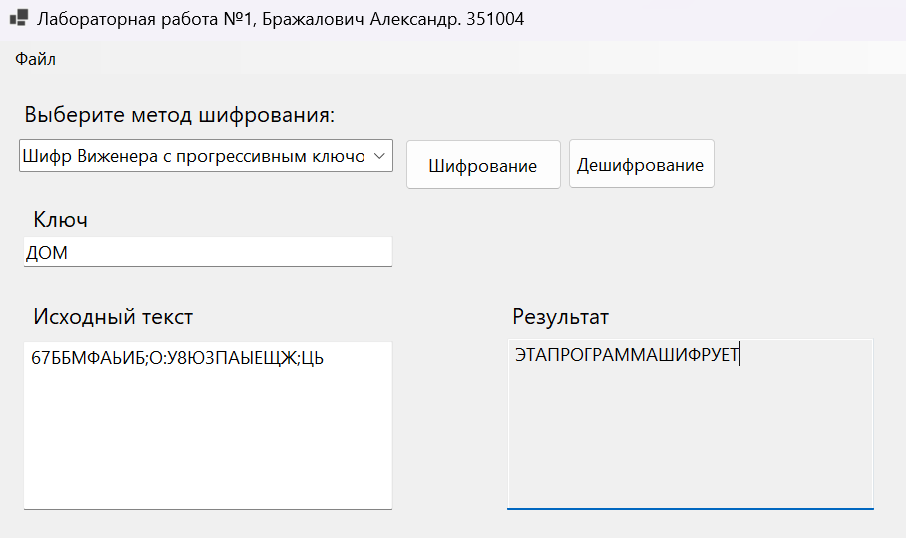 Лабораторная работа №1, Бражалович Александр. 351004
Файл
Выберите метод шифрования:
Шифр Виженера с прогрессивным ключо
Шифрование
Дешифрование
Ключ
ДОМ
Исходный текст
67ББМФАЬИБ;О:У8ЮЗПАЫЕЩЖ;ЦЬ
Результат
ЭТАПРОГРАММАШИФРУЕТ